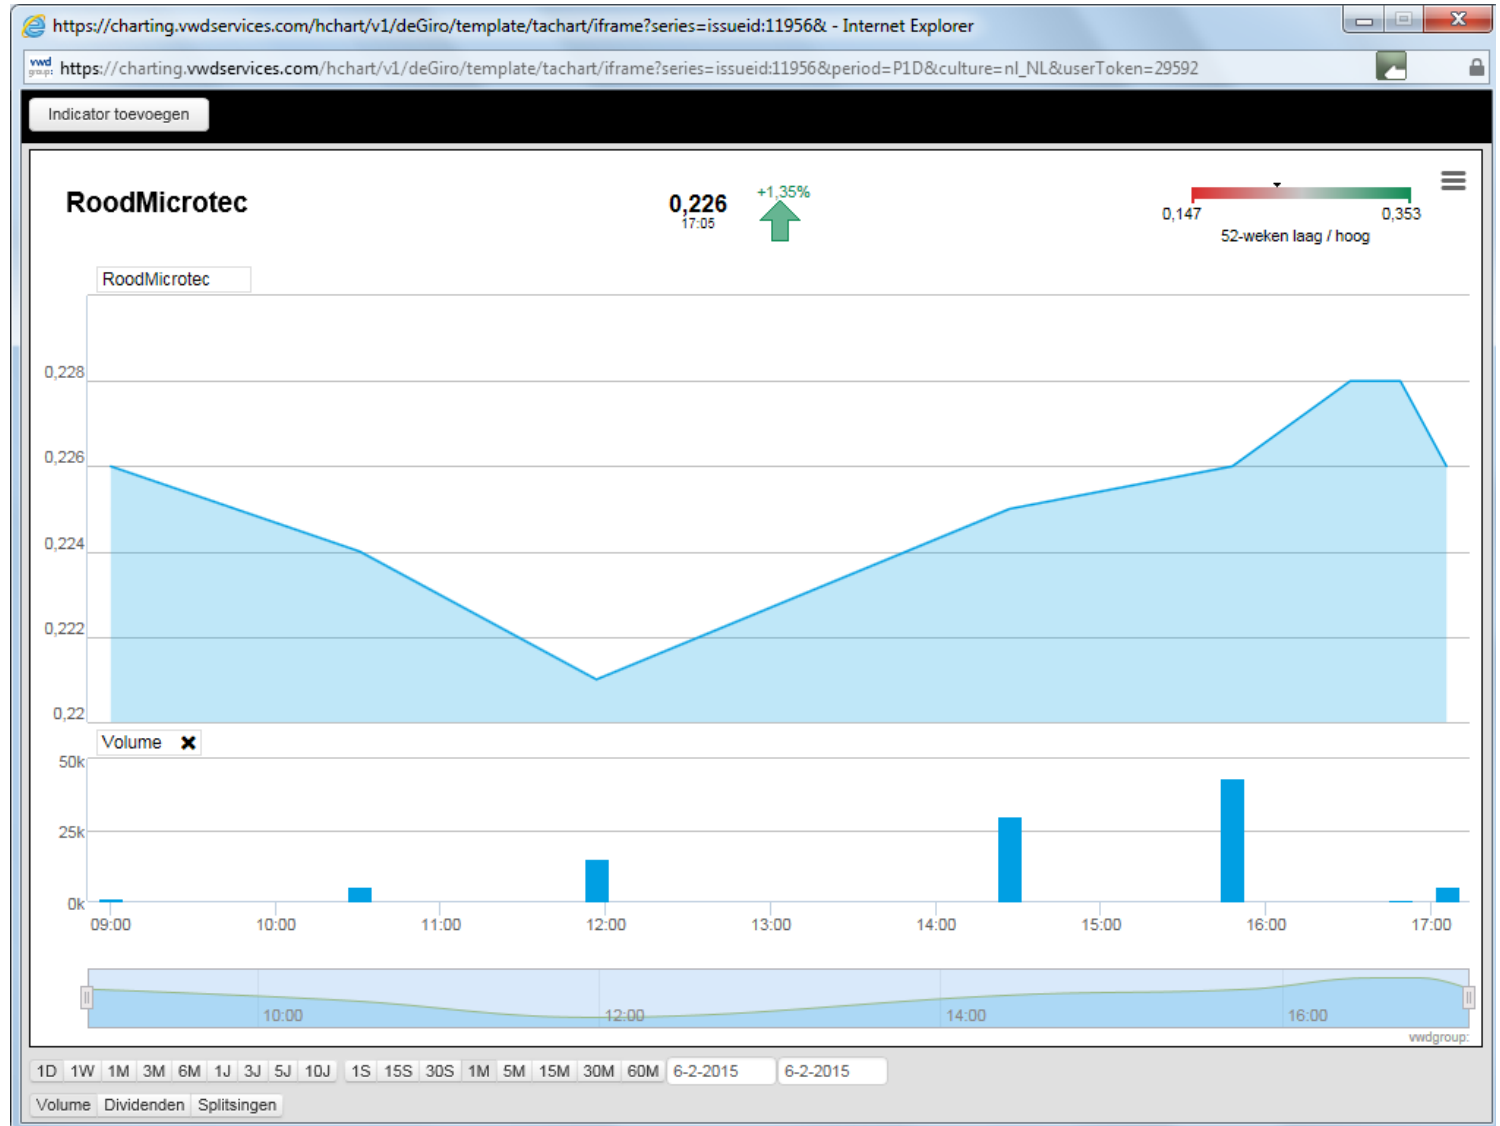 https://charting.vwdservices.com/hchart/v1/deGiro/template/tachart/iframe?series=issueid:11956& - Internet Explorer
vwd group: https://charting.vwdservices.com/hchart/v1/deGiro/template/tachart/iframe?series=issueid:11956&period=P1D&culture=nl_NL&userToken=29592
Indicator toevoegen
RoodMicrotec
0,226
17:05
+1,35%
0,147 0,353
52-weken laag / hoog
RoodMicrotec
0,228
0,226
0,224
0,222
0,22
Volume
50k
25k
0k
09:00 10:00 11:00 12:00 13:00 14:00 15:00 16:00 17:00
10:00 12:00 14:00 16:00
vwdgroup:
1D 1W 1M 3M 6M 1J 3J 5J 10J 1S 15S 30S 1M 5M 15M 30M 60M 6-2-2015 6-2-2015
Volume Dividenden Splitsingen